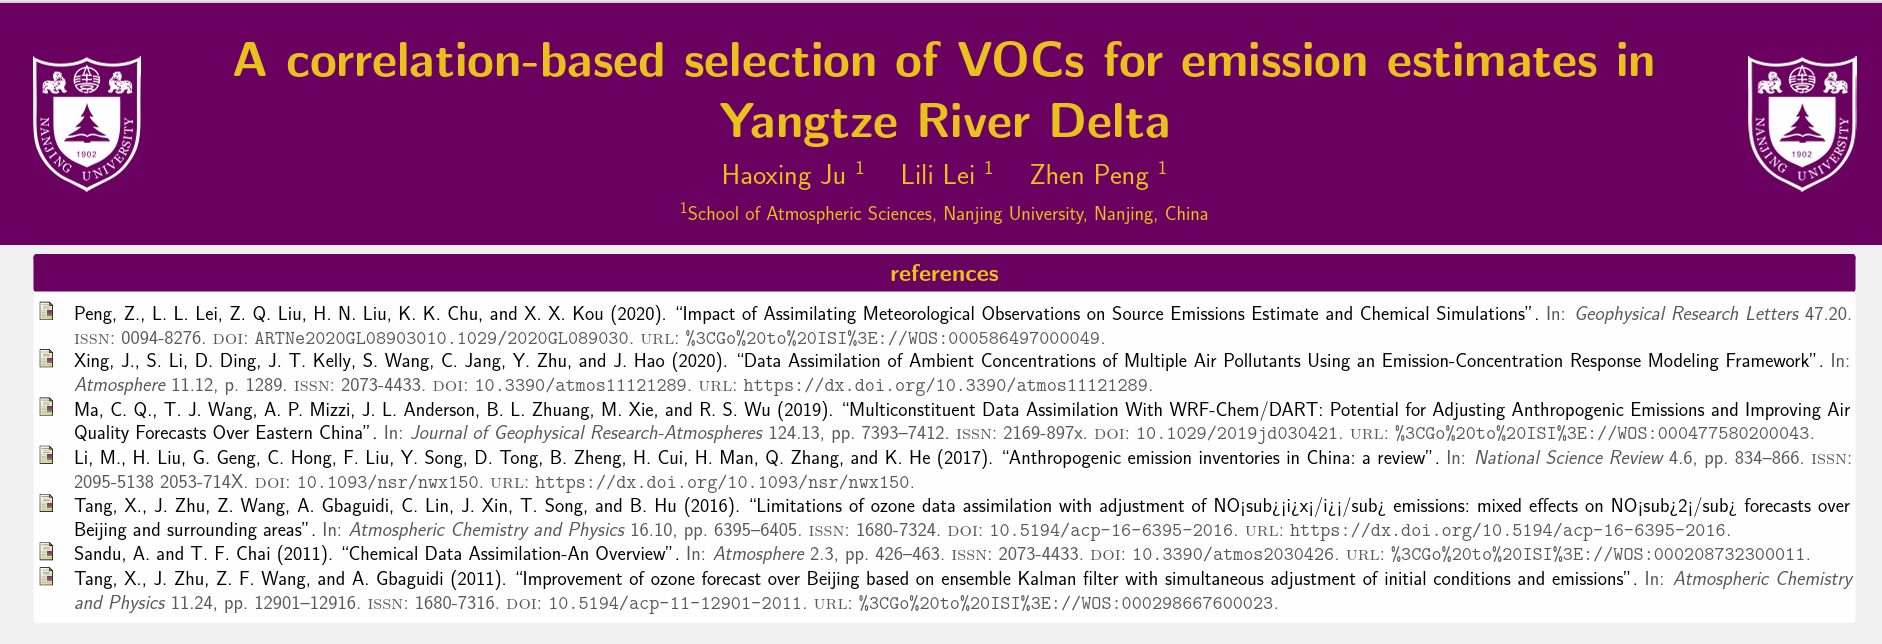 A correlation-based selection of VOCs for emission estimates in
Yangtze River Delta
Haoxing Ju 1 Lili Lei 1 Zhen Peng 1
1School of Atmospheric Sciences, Nanjing University, Nanjing, China
NANJING UNIVERSITY
1902
NANJING UNIVERSITY
1902
references
Peng, Z., L. L. Lei, Z. Q. Liu, H. N. Liu, K. K. Chu, and X. X. Kou (2020). “Impact of Assimilating Meteorological Observations on Source Emissions Estimate and Chemical Simulations”. In: Geophysical Research Letters 47.20.
ISSN: 0094-8276. DOI: ARTNe2020GL08903010.1029/2020GL089030. URL: %3CGo%20to%20ISI%3E://WOS:000586497000049.
Xing, J., S. Li, D. Ding, J. T. Kelly, S. Wang, C. Jang, Y. Zhu, and J. Hao (2020). “Data Assimilation of Ambient Concentrations of Multiple Air Pollutants Using an Emission-Concentration Response Modeling Framework”. In:
Atmosphere 11.12, p. 1289. ISSN: 2073-4433. DOI: 10.3390/atmos11121289. URL: https://dx.doi.org/10.3390/atmos11121289.
Ma, C. Q., T. J. Wang, A. P. Mizzi, J. L. Anderson, B. L. Zhuang, M. Xie, and R. S. Wu (2019). “Multiconstituent Data Assimilation With WRF-Chem/DART: Potential for Adjusting Anthropogenic Emissions and Improving Air
Quality Forecasts Over Eastern China”. In: Journal of Geophysical Research-Atmospheres 124.13, pp. 7393–7412. ISSN: 2169-897x. DOI: 10.1029/2019jd030421. URL: %3CGo%20to%20ISI%3E://WOS:000477580200043.
Li, M., H. Liu, G. Geng, C. Hong, F. Liu, Y. Song, D. Tong, B. Zheng, H. Cui, H. Man, Q. Zhang, and K. He (2017). “Anthropogenic emission inventories in China: a review”. In: National Science Review 4.6, pp. 834–866. ISSN:
2095-5138 2053-714X. DOI: 10.1093/nsr/nwx150. URL: https://dx.doi.org/10.1093/nsr/nwx150.
Tang, X., J. Zhu, Z. Wang, A. Gbaguidi, C. Lin, J. Xin, T. Song, and B. Hu (2016). “Limitations of ozone data assimilation with adjustment of NO¡sub¿¡i¿x¡/i¿¡/sub¿ emissions: mixed effects on NO¡sub¿2¡/sub¿ forecasts over
Beijing and surrounding areas”. In: Atmospheric Chemistry and Physics 16.10, pp. 6395–6405. ISSN: 1680-7324. DOI: 10.5194/acp-16-6395-2016. URL: https://dx.doi.org/10.5194/acp-16-6395-2016.
Sandu, A. and T. F. Chai (2011). “Chemical Data Assimilation-An Overview”. In: Atmosphere 2.3, pp. 426–463. ISSN: 2073-4433. DOI: 10.3390/atmos2030426. URL: %3CGo%20to%20ISI%3E://WOS:000208732300011.
Tang, X., J. Zhu, Z. F. Wang, and A. Gbaguidi (2011). “Improvement of ozone forecast over Beijing based on ensemble Kalman filter with simultaneous adjustment of initial conditions and emissions”. In: Atmospheric Chemistry
and Physics 11.24, pp. 12901–12916. ISSN: 1680-7316. DOI: 10.5194/acp-11-12901-2011. URL: %3CGo%20to%20ISI%3E://WOS:000298667600023.